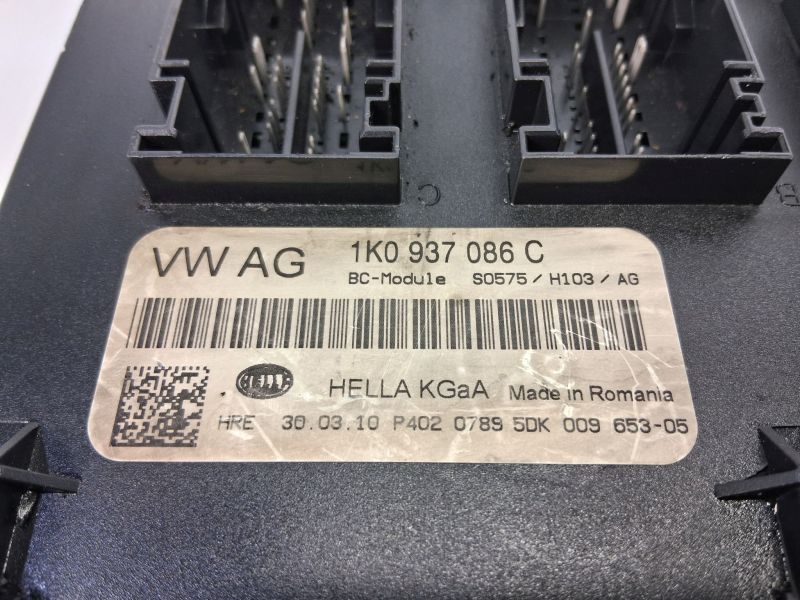 C
B
VW AG 1K0 937 086 C
BC-Module S0575 / H103 / AG
HELLA
HELLA KGaA Made in Romania
HRE 30.03.10 P402 0789 5DK 009 653-05